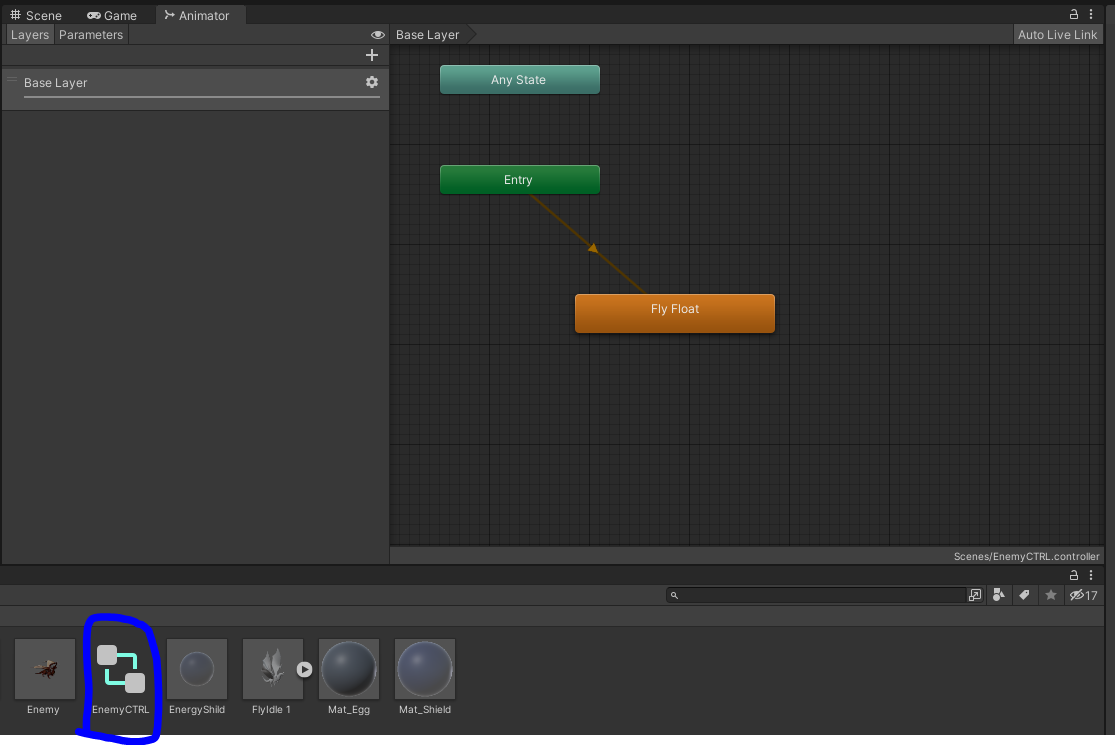 Scene Game Animator
Layers Parameters
Base Layer
Auto Live Link
Base Layer
Any State
Entry
Fly Float
Scenes/EnemyCTRL.controller
17
Enemy
EnemyCTRL
EnergyShild
FlyIdle 1
Mat_Egg
Mat_Shield